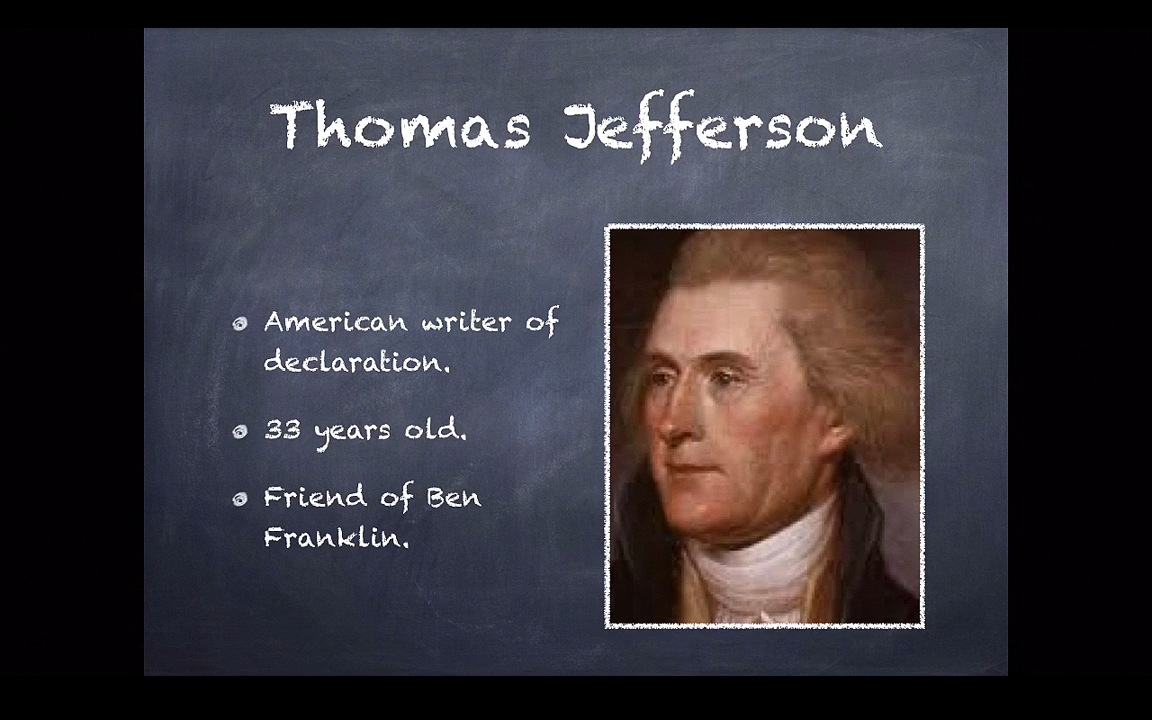 Thomas Jefferson
American writer of
declaration.
33 years old.
Friend of Ben
Franklin.